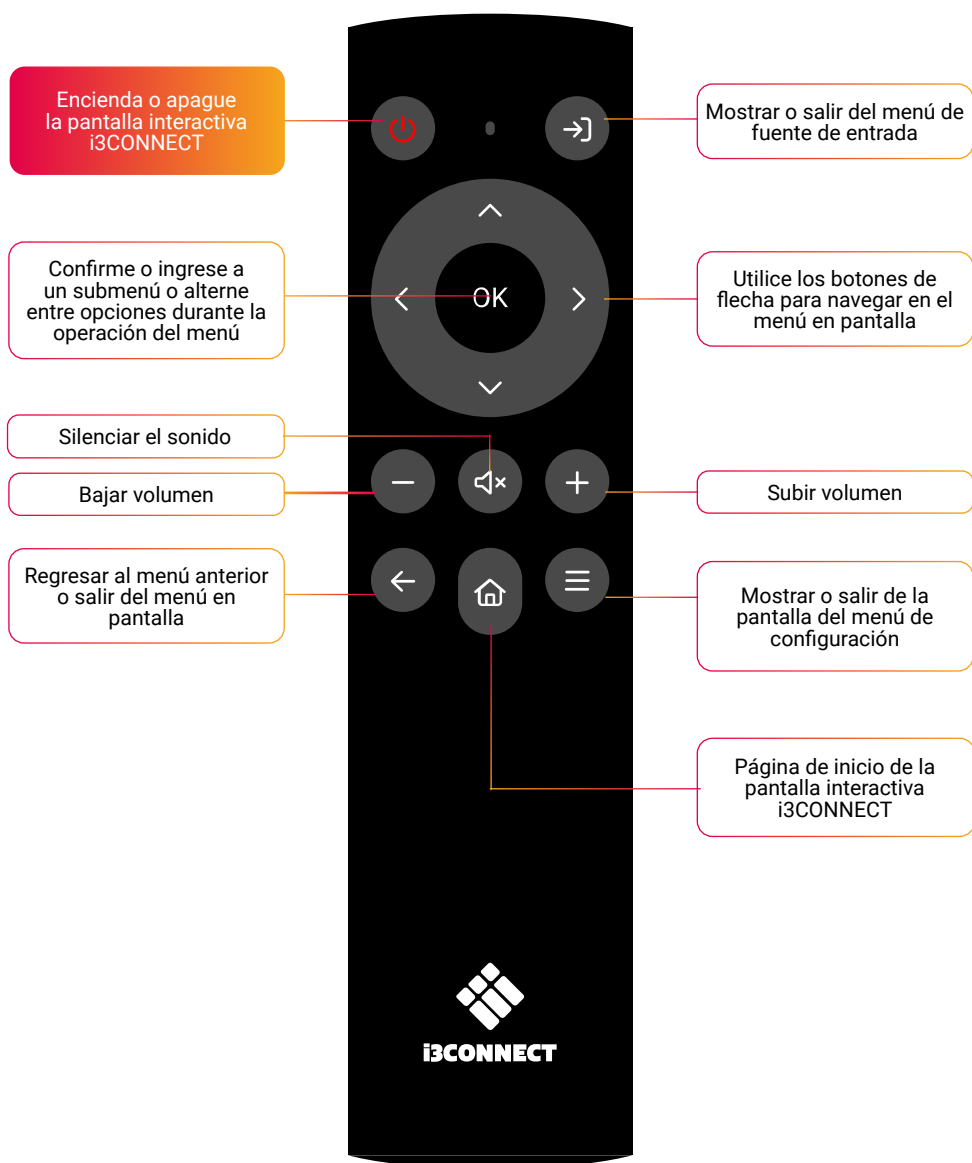 Encienda o apague
la pantalla interactiva
i3CONNECT
Mostrar o salir del menú de
fuente de entrada
Confirme o ingrese a
un submenú o alterne
entre opciones durante la
operación del menú
OK
Utilice los botones de
flecha para navegar en el
menú en pantalla
Silenciar el sonido
Bajar volumen
Subir volumen
Regresar al menú anterior
o salir del menú en
pantalla
Mostrar o salir de la
pantalla del menú de
configuración
Página de inicio de la
pantalla interactiva
i3CONNECT
i3CONNECT